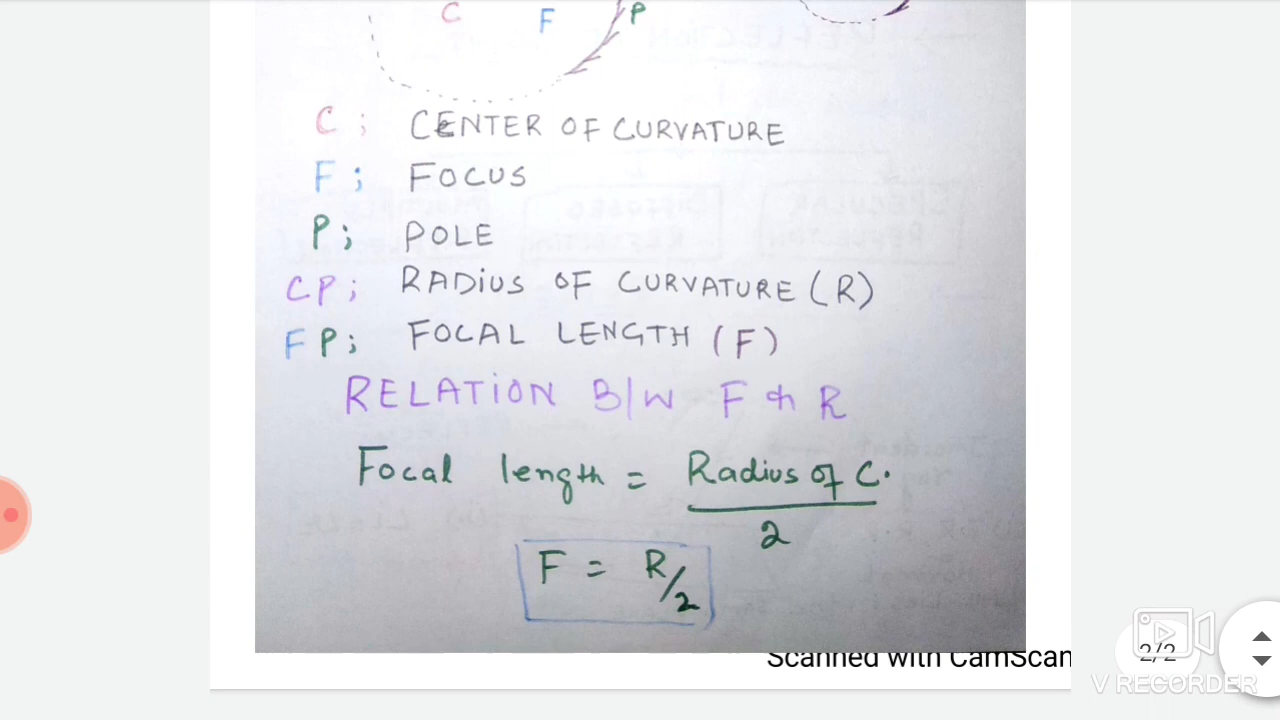 C F P
C ; CENTER OF CURVATURE
F ; FOCUS
P ; POLE
CP ; RADIUS OF CURVATURE (R)
FP ; FOCAL LENGTH (F)
RELATION B/W F & R
Focal length = Radius of C.
2
F = R/2
Scanned with CamScan
2/2
V RECORDER